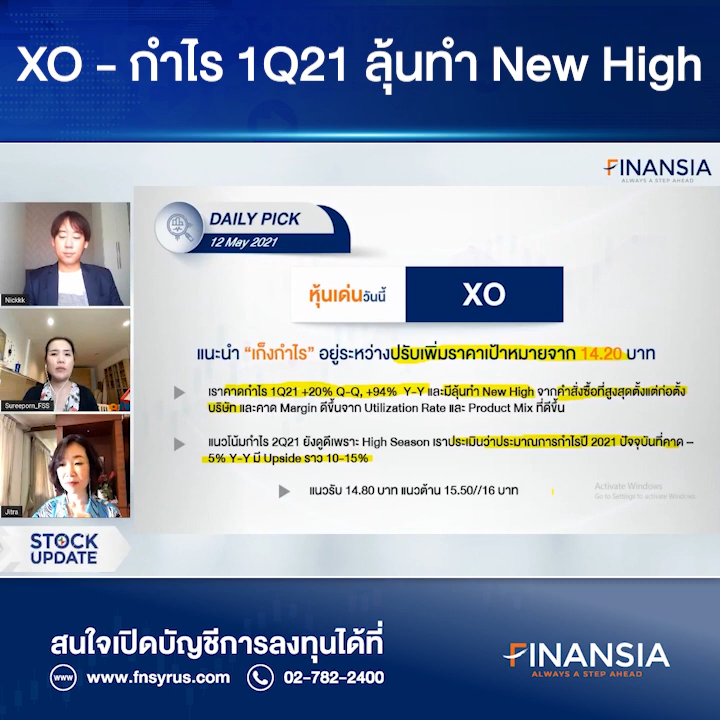 XO - กำไร 1Q21 ลุ้นทำ New High
FINANSIA
ALWAYS A STEP AHEAD
DAILY PICK
12 May 2021
หุ้นเด่นวันนี้
XO
แนะนำ “เก็งกำไร” อยู่ระหว่างปรับเพิ่มราคาเป้าหมายจาก 14.20 บาท
เราคาดกำไร 1Q21 +20% Q-Q, +94% Y-Y และมีลุ้นทำ New High จากคำสั่งซื้อที่สูงสุดตั้งแต่ก่อตั้ง
บริษัท และคาด Margin ดีขึ้นจาก Utilization Rate และ Product Mix ที่ดีขึ้น
แนวโน้มกำไร 2Q21 ยังดูดีเพราะ High Season เราประเมินว่าประมาณการกำไรปี 2021 ปัจจุบันที่คาด –
5% Y-Y มี Upside ราว 10-15%
แนวรับ 14.80 บาท แนวต้าน 15.50//16 บาท
Activate Windows
Go to Settings to activate Windows
Nickkk
Sureeporn_FSS
Jitra
STOCK
UPDATE
สนใจเปิดบัญชีการลงทุนได้ที่
www www.fnsyrus.com 02-782-2400
FINANSIA
ALWAYS A STEP AHEAD